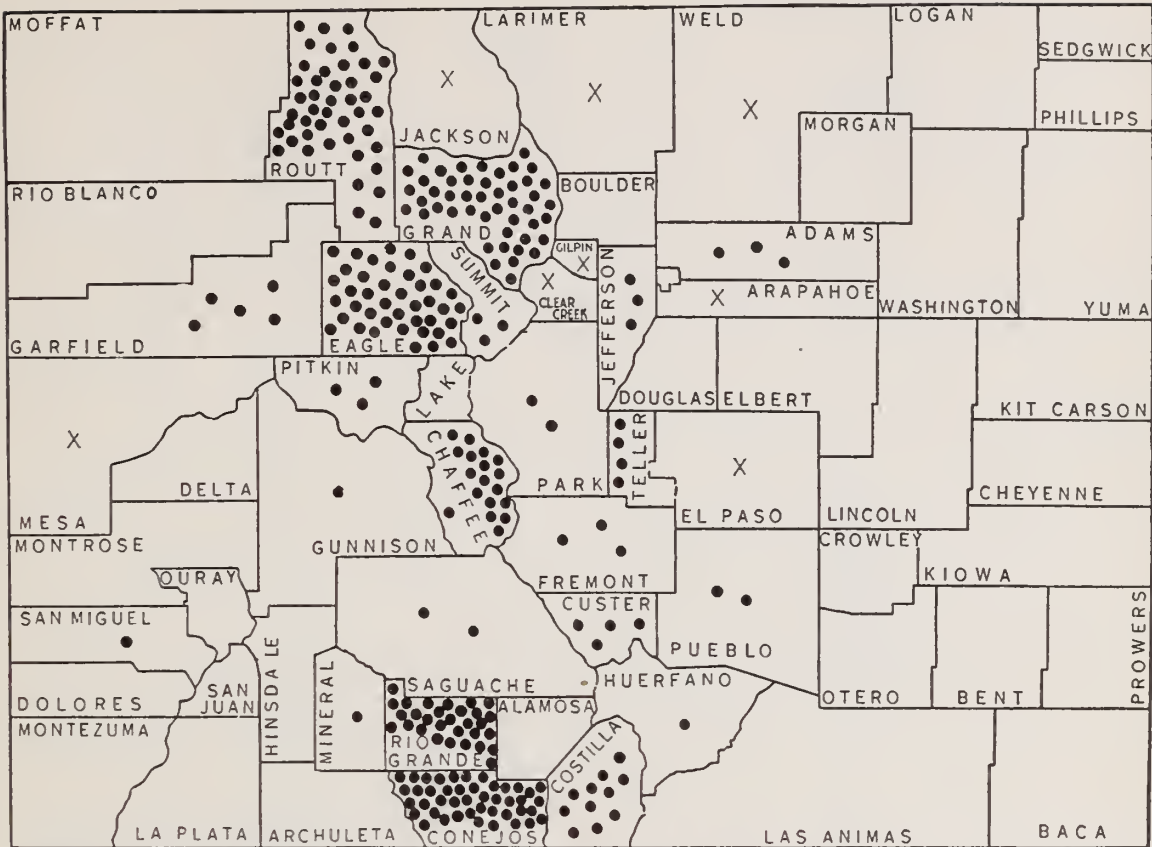 MOFFAT
LARIMER
WELD
LOGAN
SEDGWICK
PHILLIPS
X
X
X
JACKSON
MORGAN
ROUTT
RIO BLANCO
BOULDER
GRAND
ADAMS
GILPIN
X
SUMMIT
X
CLEAR
CREEK
JEFFERSON
ARAPAHOE
X
WASHINGTON
YUMA
GARFIELD
EAGLE
PITKIN
LAKE
DOUGLAS
ELBERT
KIT CARSON
X
CHAFFEE
TELLER
X
DELTA
PARK
CHEYENNE
MESA
EL PASO
LINCOLN
MONTROSE
GUNNISON
CROWLEY
OURAY
FREMONT
KIOWA
SAN MIGUEL
CUSTER
PROWERS
HINSDALE
PUEBLO
MINERAL
SAGUACHE
HUERFANO
DOLORES
SAN
JUAN
ALAMOSA
OTERO
BENT
MONTEZUMA
RIO
GRANDE
COSTILLA
LA PLATA
ARCHULETA
CONEJOS
LAS ANIMAS
BACA